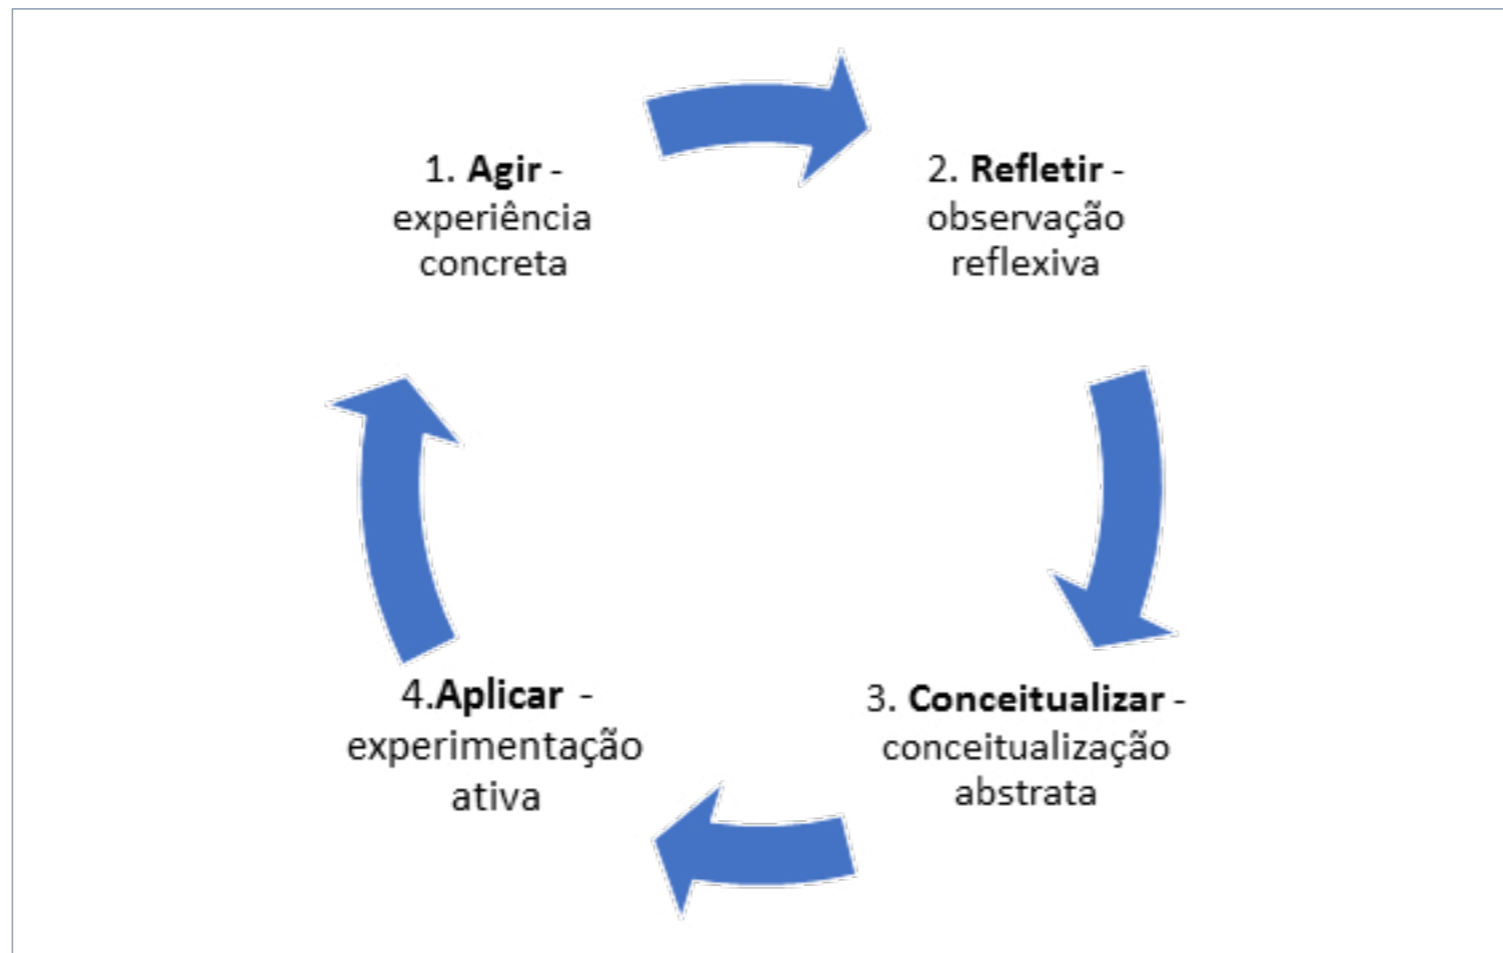 1. Agir -
experiência
concreta
2. Refletir -
observação
reflexiva
3. Conceitualizar -
conceitualização
abstrata
4.Aplicar -
experimentação
ativa